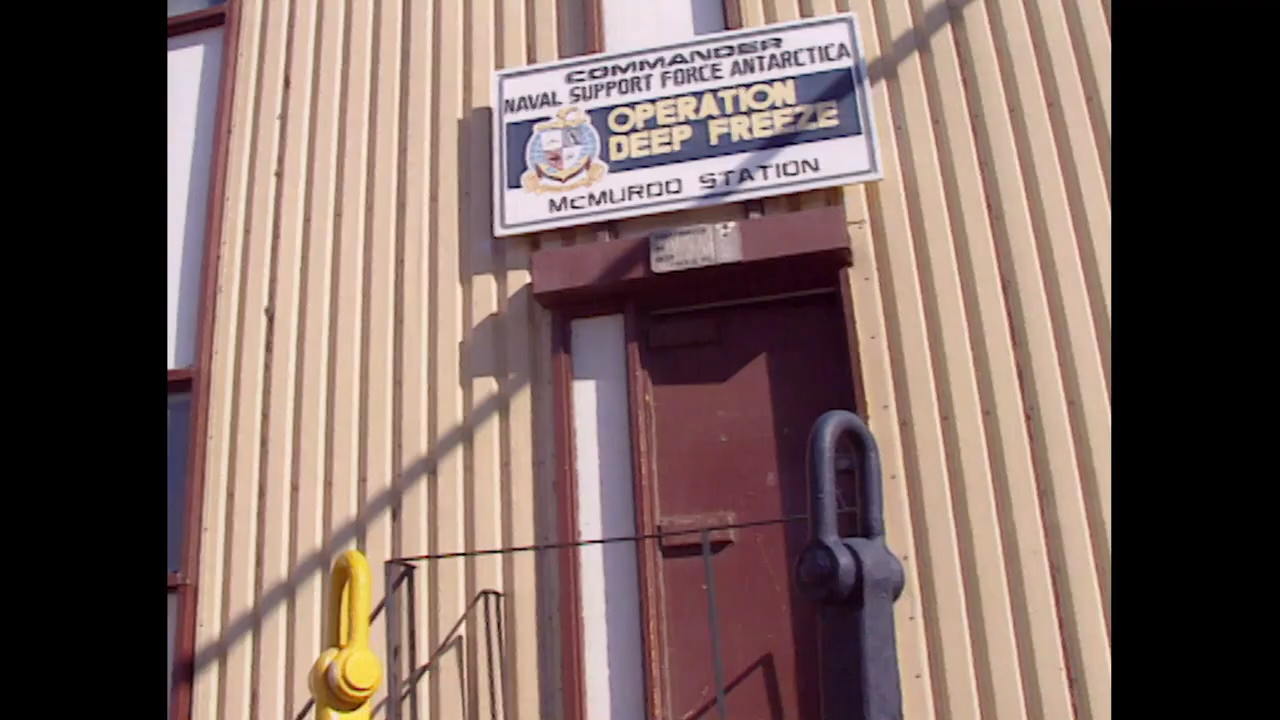 COMMANDER
NAVAL SUPPORT FORCE ANTARCTICA
OPERATION
DEEP FREEZE
McMURDO STATION